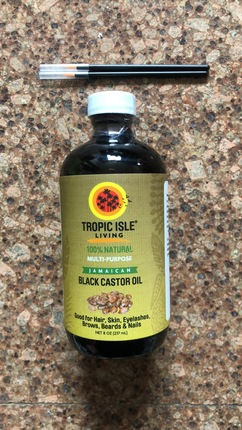 TROPIC ISLE®
LIVING
100% NATURAL
MULTI-PURPOSE
JAMAICAN
BLACK CASTOR OIL
Good For Hair, Skin, Eyelashes,
Brows, Beards & Nails
NET 8 OZ (237 mL)